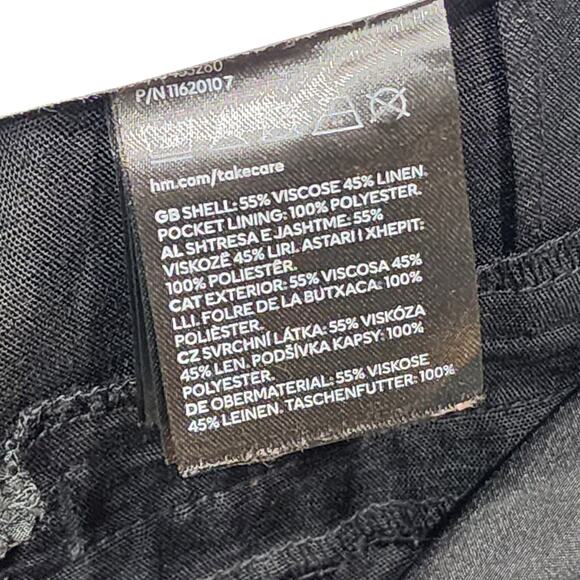 P/N 11620107
hm.com/takecare
GB SHELL: 55% VISCOSE 45% LINEN.
POCKET LINING: 100% POLYESTER.
AL SHTRESA E JASHTME: 55%
VISKOZË 45% LIRI. ASTARI I XHEPIT:
100% POLIESTËR.
CAT EXTERIOR: 55% VISCOSA 45%
LLI. FOLRE DE LA BUTXACA: 100%
POLIÈSTER.
CZ SVRCHNÍ LÁTKA: 55% VISKÓZA
45% LEN. PODŠÍVKA KAPSY: 100%
POLYESTER.
DE OBERMATERIAL: 55% VISKOSE
45% LEINEN. TASCHENFUTTER: 100%